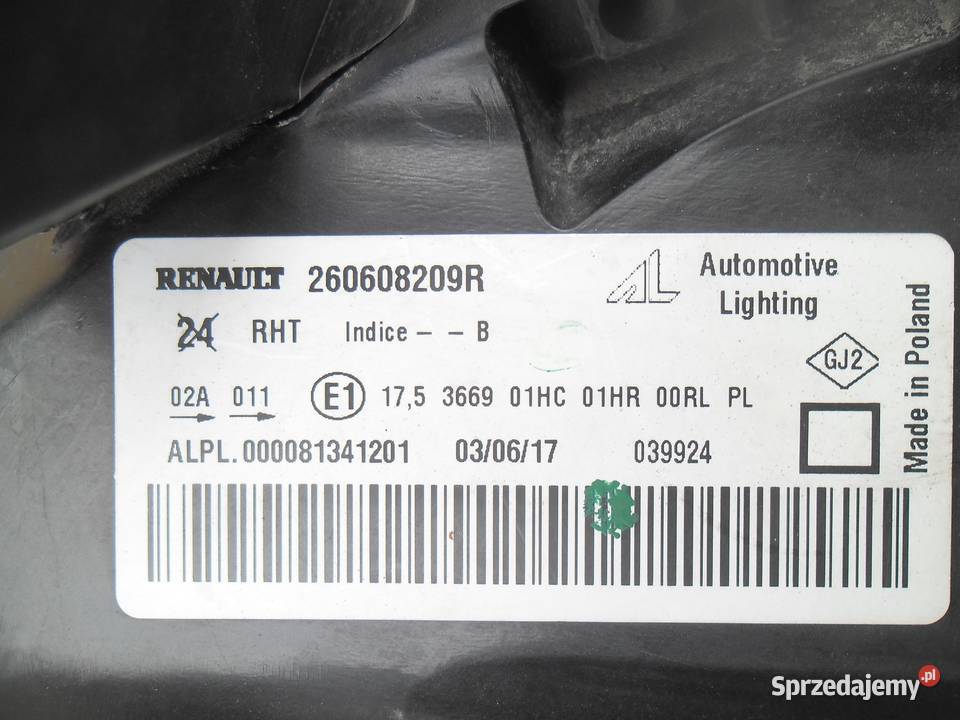 RENAULT 260608209R
Automotive
Lighting
24 RHT Indice - - B
GJ2
02A 011 E1 17,5 3669 01HC 01HR 00RL PL
ALPL.000081341201 03/06/17 039924
Made in Poland
Sprzedajemy.pl